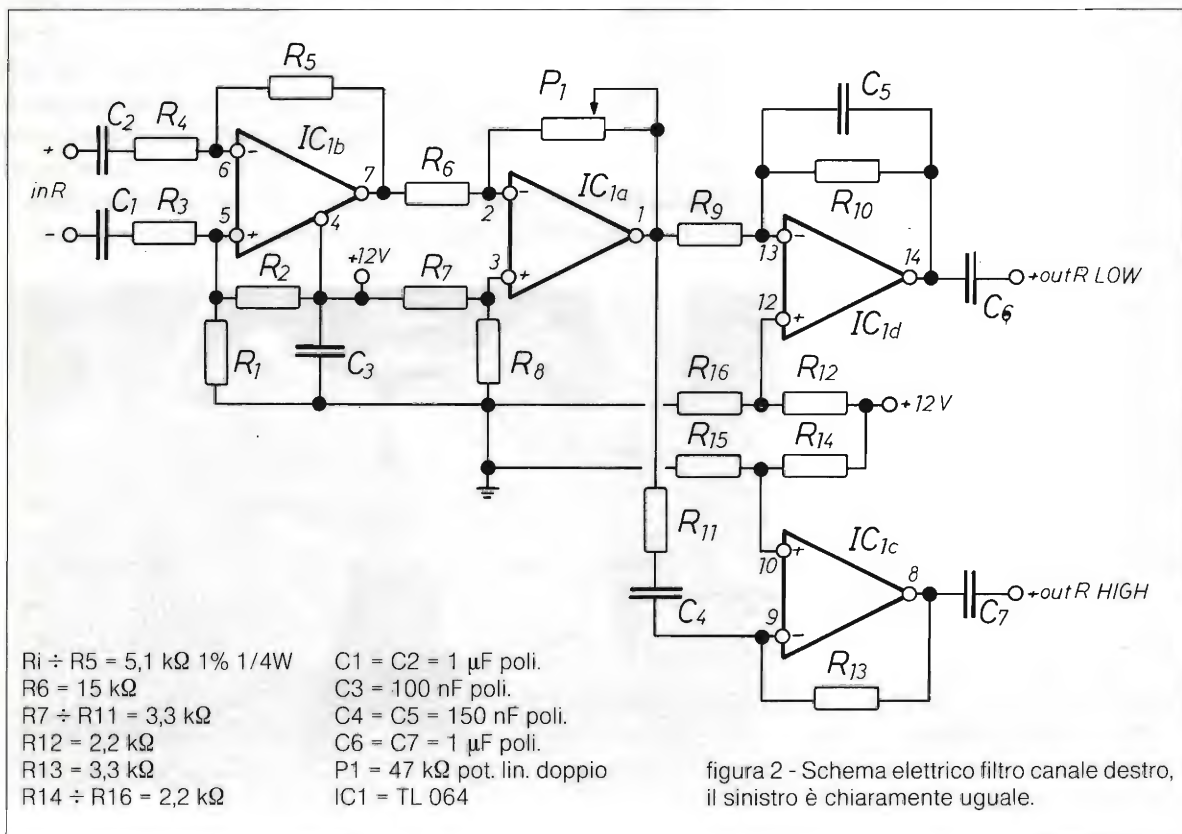 R5
P1
C5
C2
R4
IC1b
+
-
6
7
R6
IC1a
R10
in R
-
2
1
R9
C1
R3
5
+
4
+12V
3
+
-
13
14
+outR LOW
R2
R7
12
+
IC1d
C6
R1
C3
R8
R16
R12
+12V
R15
R14
R11
IC1c
10
+
8
+outR HIGH
C4
9
-
C7
R13
Ri ÷ R5 = 5,1 kΩ 1% 1/4W
R6 = 15 kΩ
R7 ÷ R11 = 3,3 kΩ
R12 = 2,2 kΩ
R13 = 3,3 kΩ
R14 ÷ R16 = 2,2 kΩ
C1 = C2 = 1 µF poli.
C3 = 100 nF poli.
C4 = C5 = 150 nF poli.
C6 = C7 = 1 µF poli.
P1 = 47 kΩ pot. lin. doppio
IC1 = TL 064
figura 2 - Schema elettrico filtro canale destro,
il sinistro è chiaramente uguale.